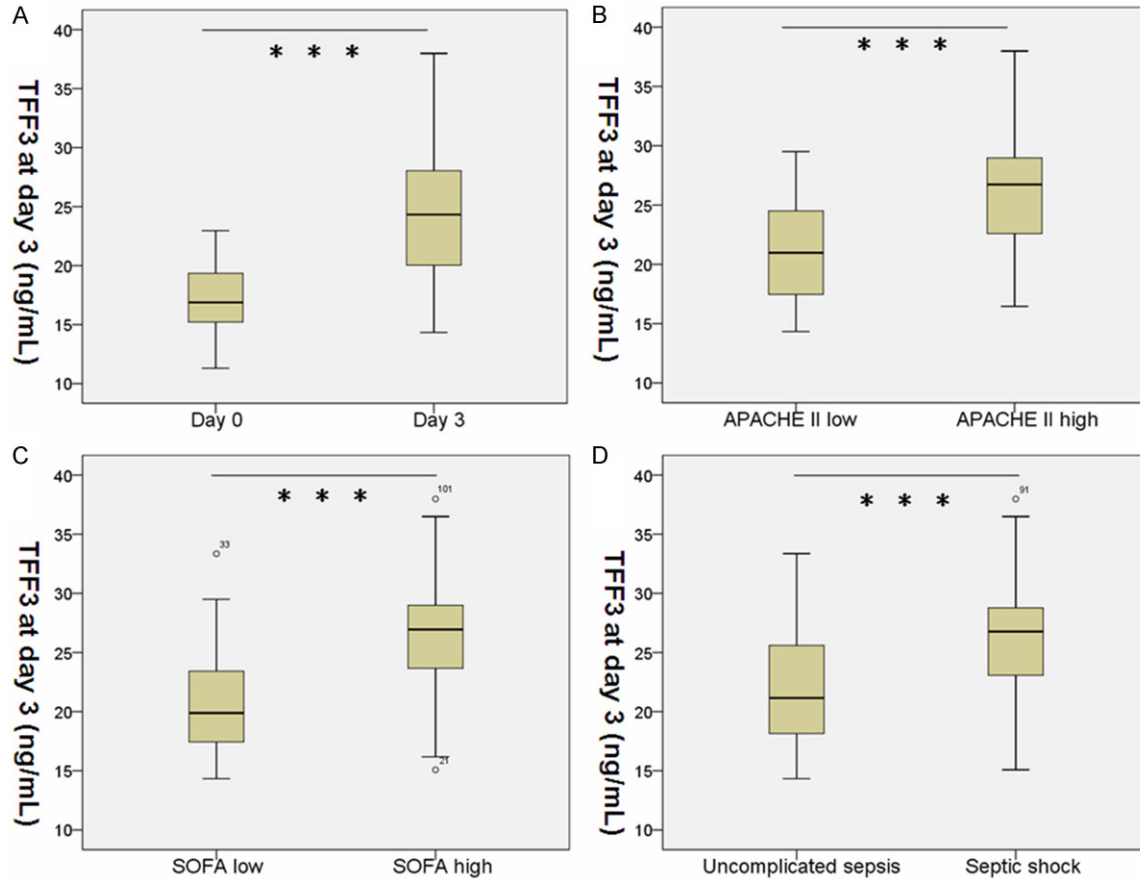 A
TFF3 at day 3 (ng/mL)
40
35
30
25
20
15
10
* * *
Day 0
Day 3
B
TFF3 at day 3 (ng/mL)
40
35
30
25
20
15
10
* * *
APACHE II low
APACHE II high
C
TFF3 at day 3 (ng/mL)
40
35
30
25
20
15
10
* * *
33
101
21
SOFA low
SOFA high
D
TFF3 at day 3 (ng/mL)
40
35
30
25
20
15
10
* * *
91
Uncomplicated sepsis
Septic shock